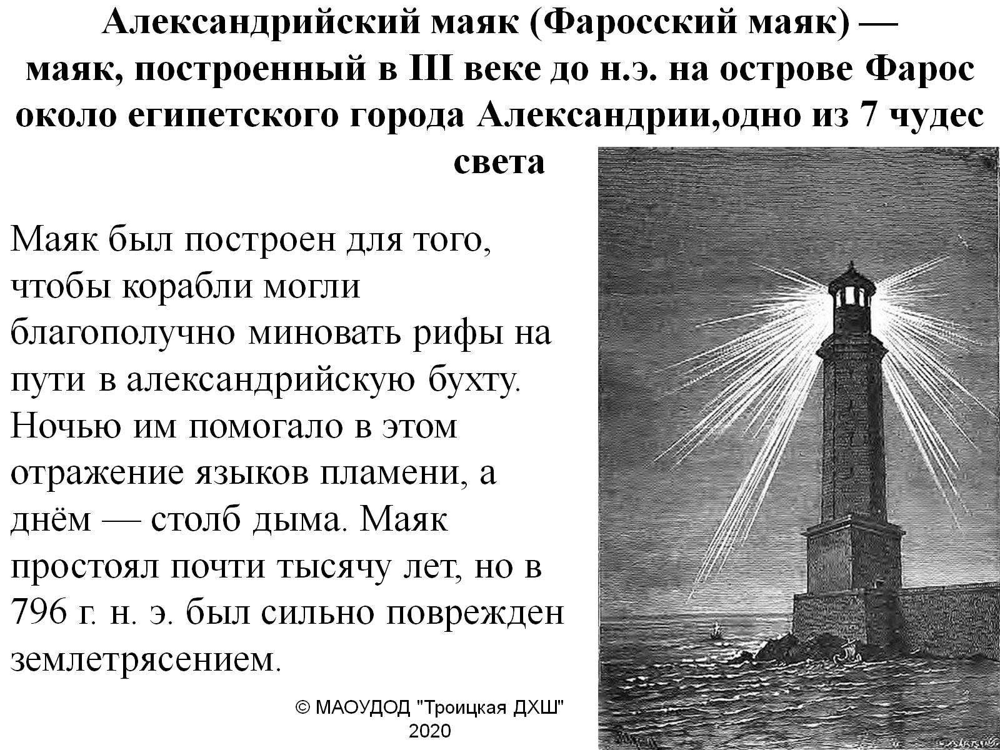 Александрийский маяк (Фаросский маяк) —
маяк, построенный в III веке до н.э. на острове Фарос
около египетского города Александрии,одно из 7 чудес
света
Маяк был построен для того,
чтобы корабли могли
благополучно миновать рифы на
пути в александрийскую бухту.
Ночью им помогало в этом
отражение языков пламени, а
днём — столб дыма. Маяк
простоял почти тысячу лет, но в
796 г. н. э. был сильно поврежден
землетрясением.
© МАОУДОД "Троицкая ДХШ"
2020